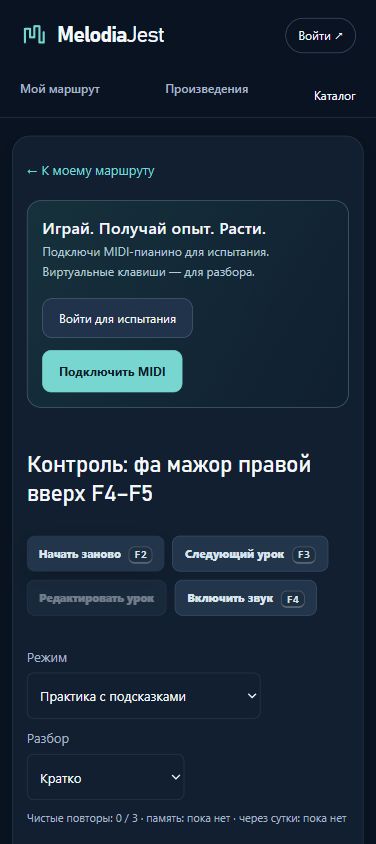 MelodiaJest
Войти ↗
Мой маршрут
Произведения
Каталог
← К моему маршруту
Играй. Получай опыт. Расти.
Подключи MIDI-пианино для испытания.
Виртуальные клавиши — для разбора.
Войти для испытания
Подключить MIDI
Контроль: фа мажор правой
вверх F4–F5
Начать заново F2
Следующий урок F3
Редактировать урок
Включить звук F4
Режим
Практика с подсказками
Разбор
Кратко
Чистые повторы: 0 / 3 · память: пока нет · через сутки: пока нет